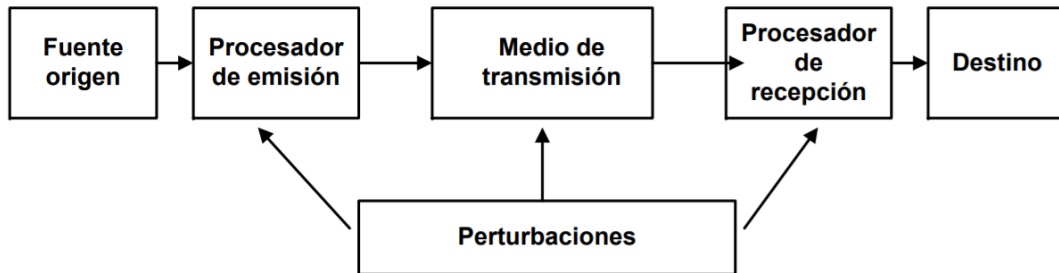 Fuente
origen
Procesador
de emisión
Medio de
transmisión
Procesador
de
recepción
Destino
Perturbaciones